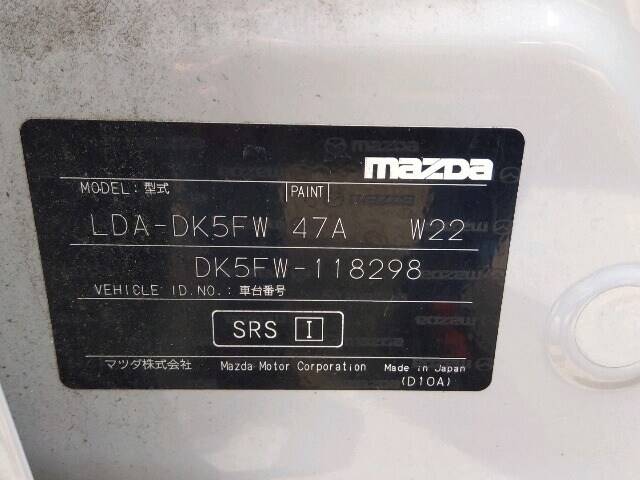 mazda
MODEL: 型式 PAINT
LDA-DK5FW 47A W22
DK5FW-118298
VEHICLE ID.NO.: 車台番号
SRS I
マツダ株式会社 Mazda Motor Corporation Made in Japan
(D10A)